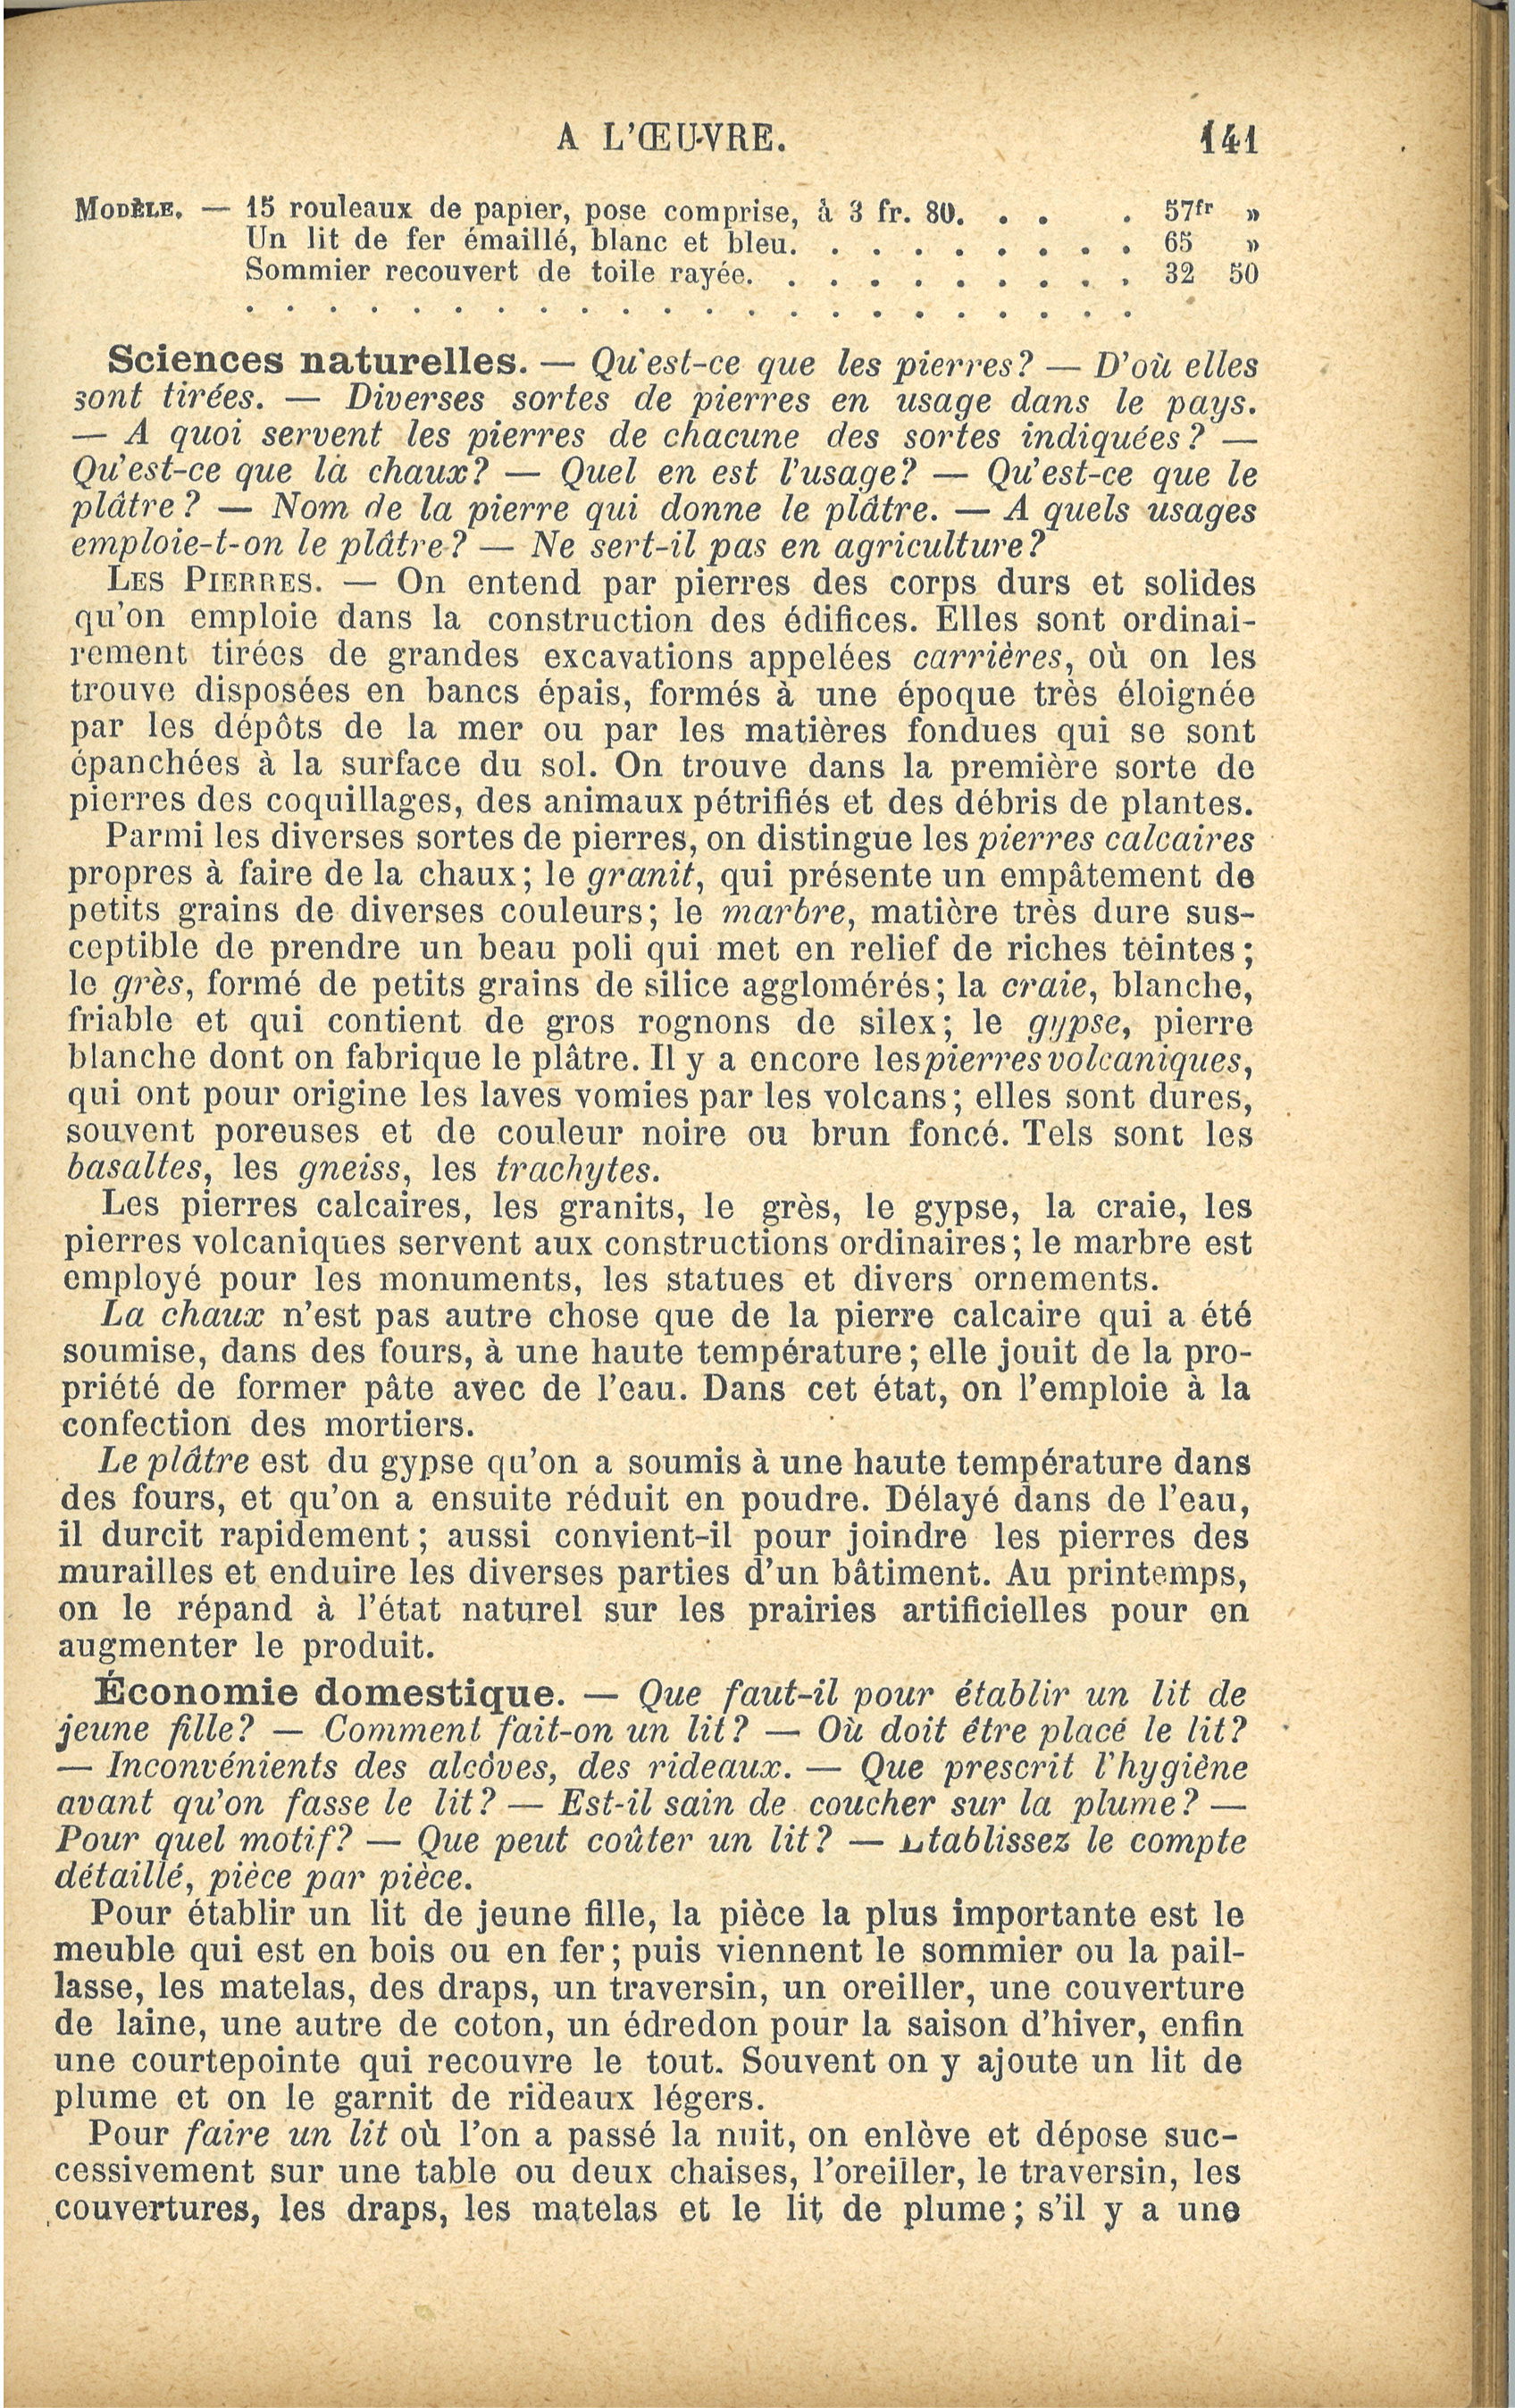 A L'ŒUVRE. 141
MODÈLE. — 15 rouleaux de papier, pose comprise, à 3 fr. 80. . . . 57fr »
Un lit de fer émaillé, blanc et bleu. . . . . . . . . 65 »
Sommier recouvert de toile rayée. . . . . . . . . . 32 50
. . . . . . . . . . . . . . . . . . . . . .
Sciences naturelles. — Qu'est-ce que les pierres? — D'où elles
sont tirées. — Diverses sortes de pierres en usage dans le pays.
— A quoi servent les pierres de chacune des sortes indiquées? —
Qu'est-ce que la chaux? — Quel en est l'usage? — Qu'est-ce que le
plâtre? — Nom de la pierre qui donne le plâtre. — A quels usages
emploie-t-on le plâtre? — Ne sert-il pas en agriculture?
LES PIERRES. — On entend par pierres des corps durs et solides
qu'on emploie dans la construction des édifices. Elles sont ordinai-
rement tirées de grandes excavations appelées carrières, où on les
trouve disposées en bancs épais, formés à une époque très éloignée
par les dépôts de la mer ou par les matières fondues qui se sont
épanchées à la surface du sol. On trouve dans la première sorte de
pierres des coquillages, des animaux pétrifiés et des débris de plantes.
Parmi les diverses sortes de pierres, on distingue les pierres calcaires
propres à faire de la chaux; le granit, qui présente un empâtement de
petits grains de diverses couleurs; le marbre, matière très dure sus-
ceptible de prendre un beau poli qui met en relief de riches teintes;
le grès, formé de petits grains de silice agglomérés; la craie, blanche,
friable et qui contient de gros rognons de silex; le gypse, pierre
blanche dont on fabrique le plâtre. Il y a encore les pierres volcaniques,
qui ont pour origine les laves vomies par les volcans; elles sont dures,
souvent poreuses et de couleur noire ou brun foncé. Tels sont les
basaltes, les gneiss, les trachytes.
Les pierres calcaires, les granits, le grès, le gypse, la craie, les
pierres volcaniques servent aux constructions ordinaires; le marbre est
employé pour les monuments, les statues et divers ornements.
La chaux n'est pas autre chose que de la pierre calcaire qui a été
soumise, dans des fours, à une haute température; elle jouit de la pro-
priété de former pâte avec de l'eau. Dans cet état, on l'emploie à la
confection des mortiers.
Le plâtre est du gypse qu'on a soumis à une haute température dans
des fours, et qu'on a ensuite réduit en poudre. Délayé dans de l'eau,
il durcit rapidement; aussi convient-il pour joindre les pierres des
murailles et enduire les diverses parties d'un bâtiment. Au printemps,
on le répand à l'état naturel sur les prairies artificielles pour en
augmenter le produit.
Économie domestique. — Que faut-il pour établir un lit de
jeune fille? — Comment fait-on un lit? — Où doit être placé le lit?
— Inconvénients des alcôves, des rideaux. — Que prescrit l'hygiène
avant qu'on fasse le lit? — Est-il sain de coucher sur la plume? —
Pour quel motif? — Que peut coûter un lit? — Etablissez le compte
détaillé, pièce par pièce.
Pour établir un lit de jeune fille, la pièce la plus importante est le
meuble qui est en bois ou en fer; puis viennent le sommier ou la pail-
lasse, les matelas, des draps, un traversin, un oreiller, une couverture
de laine, une autre de coton, un édredon pour la saison d'hiver, enfin
une courtepointe qui recouvre le tout. Souvent on y ajoute un lit de
plume et on le garnit de rideaux légers.
Pour faire un lit où l'on a passé la nuit, on enlève et dépose suc-
cessivement sur une table ou deux chaises, l'oreiller, le traversin, les
couvertures, les draps, les matelas et le lit de plume; s'il y a une